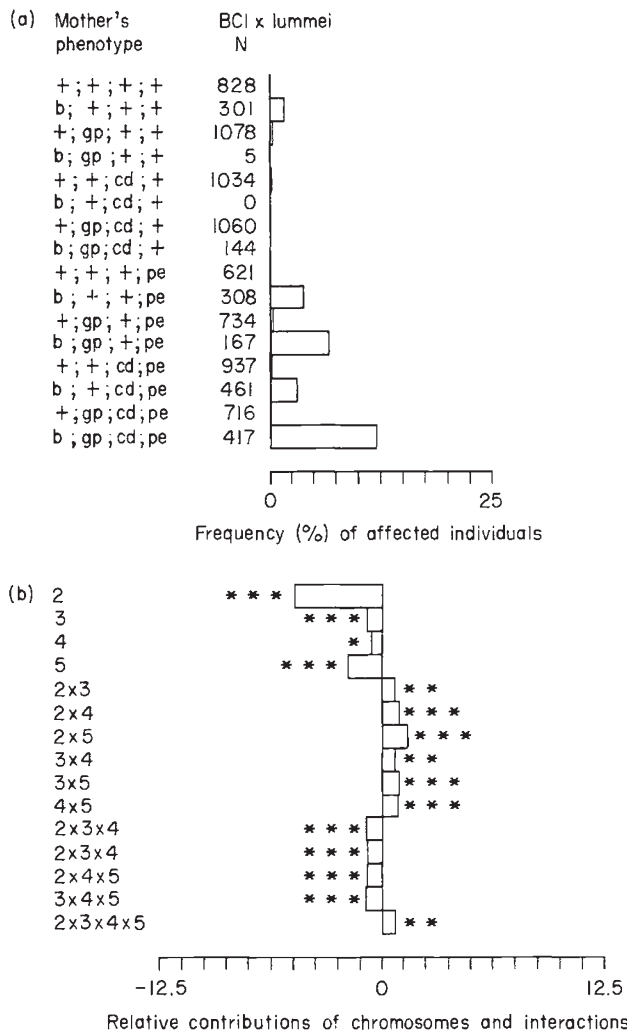 (a) Mother's BCI x lummei
phenotype N
+ ; + ; + ; + 828
b; + ; + ; + 301
+ ; gp; + ; + 1078
b; gp ; + ; + 5
+ ; + ; cd ; + 1034
b; + ; cd ; + 0
+ ; gp; cd ; + 1060
b; gp; cd ; + 144
+ ; + ; + ; pe 621
b ; + ; + ; pe 308
+ ; gp ; + ; pe 734
b; gp ; + ; pe 167
+ ; + ; cd; pe 937
b ; + ; cd; pe 461
+ ; gp; cd; pe 716
b ; gp; cd; pe 417
0 25
Frequency (%) of affected individuals
(b) 2 * * *
3 * * *
4 *
5 * * *
2x3 * *
2x4 * * *
2x5 * * *
3x4 * *
3x5 * * *
4x5 * * *
2x3x4 * * *
2x3x4 * * *
2x4x5 * * *
3x4x5 * * *
2x3x4x5 * *
-12.5 0 12.5
Relative contributions of chromosomes and interactions